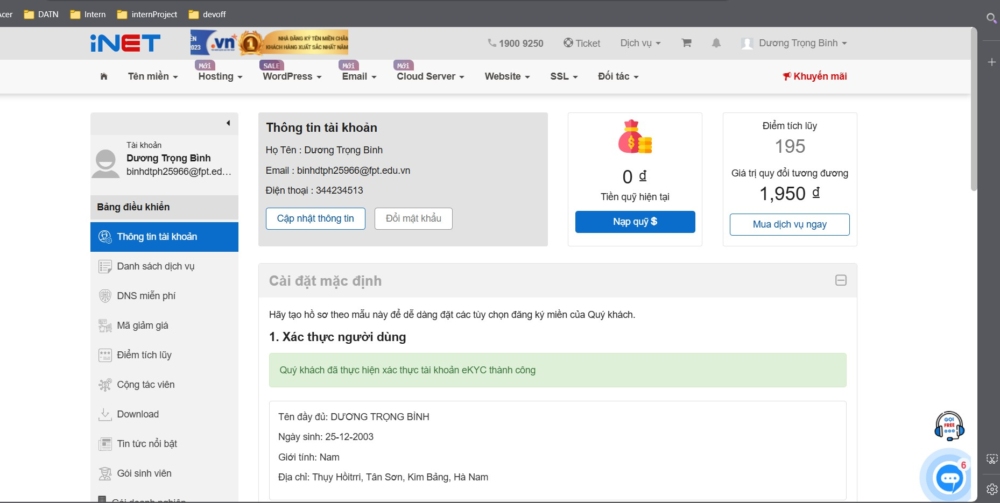 Acer
DATN
Intern
internProject
devoff
iNET
.vn
1
NHÀ ĐĂNG KÝ TÊN MIỀN CHĂM
2023
KHÁCH HÀNG XUẤT SẮC NHẤT NĂM
1900 9250
Ticket
Dịch vụ
Dương Trọng Bình
Tên miền
Mới
Hosting
SALE
WordPress
Mới
Email
Mới
Cloud Server
Website
SSL
Đối tác
Khuyến mãi
Tài khoản
Dương Trọng Bình
binhdtph25966@fpt.ed...
Bảng điều khiển
Thông tin tài khoản
Danh sách dịch vụ
DNS miễn phí
Mã giảm giá
Điểm tích lũy
Cộng tác viên
Download
Tin tức nổi bật
Gói sinh viên
Gói doanh nghiệp
Thông tin tài khoản
Họ Tên : Dương Trọng Bình
Email : binhdtph25966@fpt.edu.vn
Điện thoại : 344234513
Cập nhật thông tin
Đổi mật khẩu
0 ₫
Tiền quỹ hiện tại
Nạp quỹ $
Điểm tích lũy
195
Giá trị quy đổi tương đương
1,950 ₫
Mua dịch vụ ngay
Cài đặt mặc định
Hãy tạo hồ sơ theo mẫu này để dễ dàng đặt các tùy chọn đăng ký miền của Quý khách.
1. Xác thực người dùng
Quý khách đã thực hiện xác thực tài khoản eKYC thành công
Tên đầy đủ: DƯƠNG TRỌNG BÌNH
Ngày sinh: 25-12-2003
Giới tính: Nam
Địa chỉ: Thụy Hồitrri, Tân Sơn, Kim Bảng, Hà Nam
GỌI
FREE
6